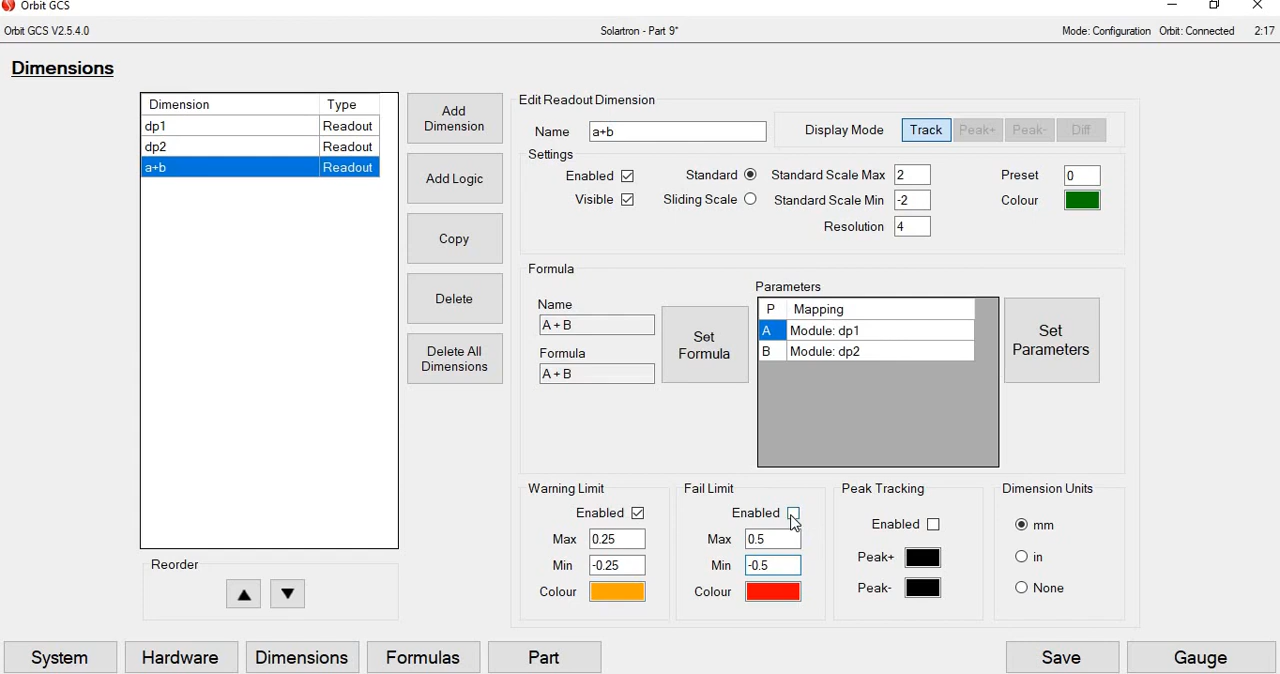 Orbit GCS
Orbit GCS V2.5.4.0 Solartron - Part 9* Mode: Configuration Orbit: Connected 2:17
Dimensions
Dimension Type
dp1 Readout
dp2 Readout
a+b Readout
Add Dimension
Add Logic
Copy
Delete
Delete All Dimensions
Reorder
Edit Readout Dimension
Name a+b Display Mode Track Peak+ Peak- Diff
Settings
Enabled Standard Standard Scale Max 2 Preset 0
Visible Sliding Scale Standard Scale Min -2 Colour
Resolution 4
Formula
Name
A + B
Formula
A + B
Set Formula
Parameters
P Mapping
A Module: dp1
B Module: dp2
Set Parameters
Warning Limit
Enabled
Max 0.25
Min -0.25
Colour
Fail Limit
Enabled
Max 0.5
Min -0.5
Colour
Peak Tracking
Enabled
Peak+
Peak-
Dimension Units
mm
in
None
System Hardware Dimensions Formulas Part Save Gauge